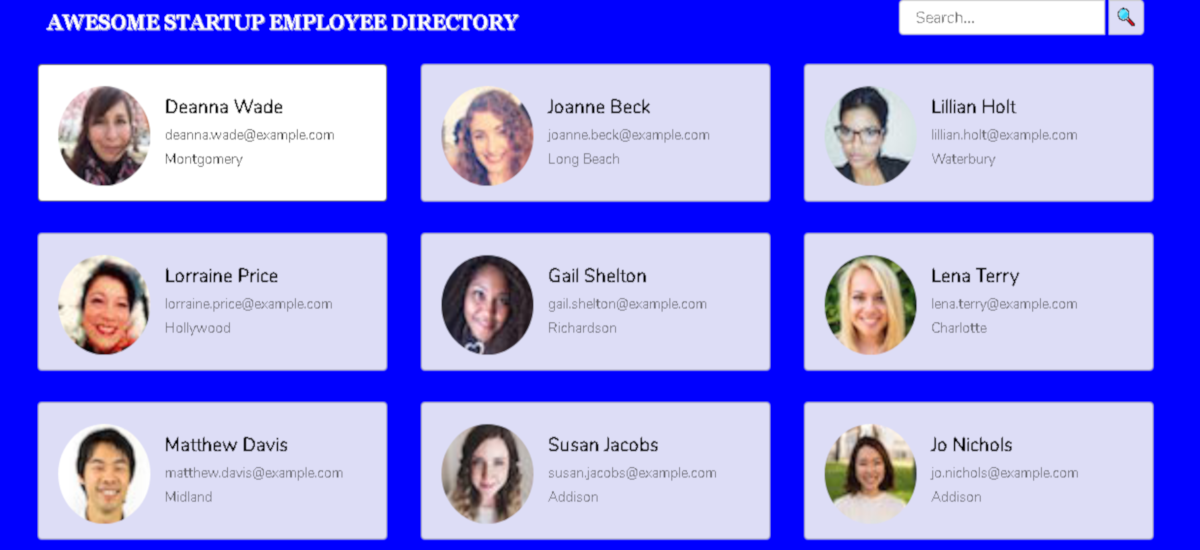 AWESOME STARTUP EMPLOYEE DIRECTORY
Search...
Deanna Wade
deanna.wade@example.com
Montgomery
Joanne Beck
joanne.beck@example.com
Long Beach
Lillian Holt
lillian.holt@example.com
Waterbury
Lorraine Price
lorraine.price@example.com
Hollywood
Gail Shelton
gail.shelton@example.com
Richardson
Lena Terry
lena.terry@example.com
Charlotte
Matthew Davis
matthew.davis@example.com
Midland
Susan Jacobs
susan.jacobs@example.com
Addison
Jo Nichols
jo.nichols@example.com
Addison